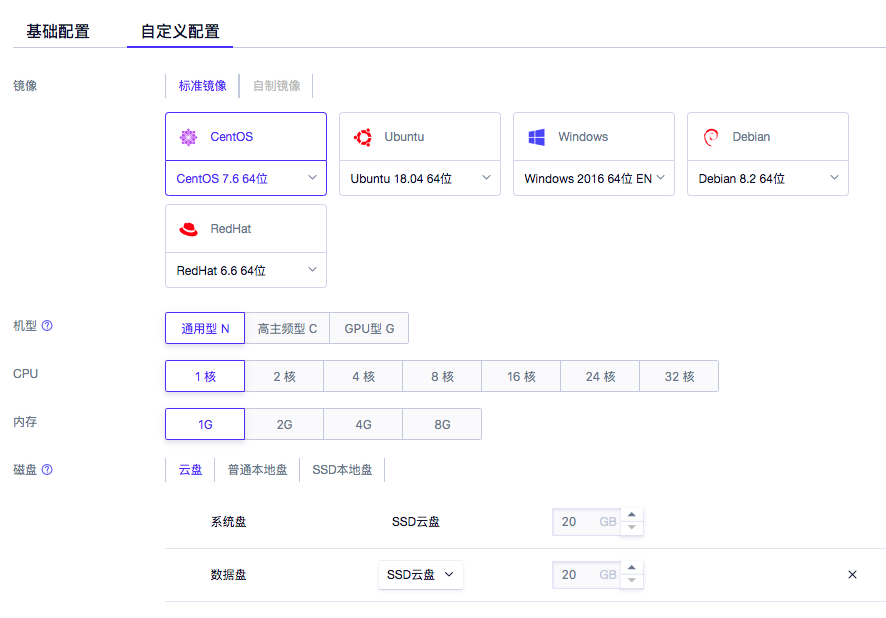 基础配置 自定义配置
镜像 标准镜像 自制镜像
CentOS Ubuntu Windows Debian
CentOS 7.6 64位 Ubuntu 18.04 64位 Windows 2016 64位 EN Debian 8.2 64位
RedHat
RedHat 6.6 64位
机型 ? 通用型 N 高主频型 C GPU型 G
CPU 1 核 2 核 4 核 8 核 16 核 24 核 32 核
内存 1G 2G 4G 8G
磁盘 ? 云盘 普通本地盘 SSD本地盘
系统盘 SSD云盘 20 GB
数据盘 SSD云盘 20 GB